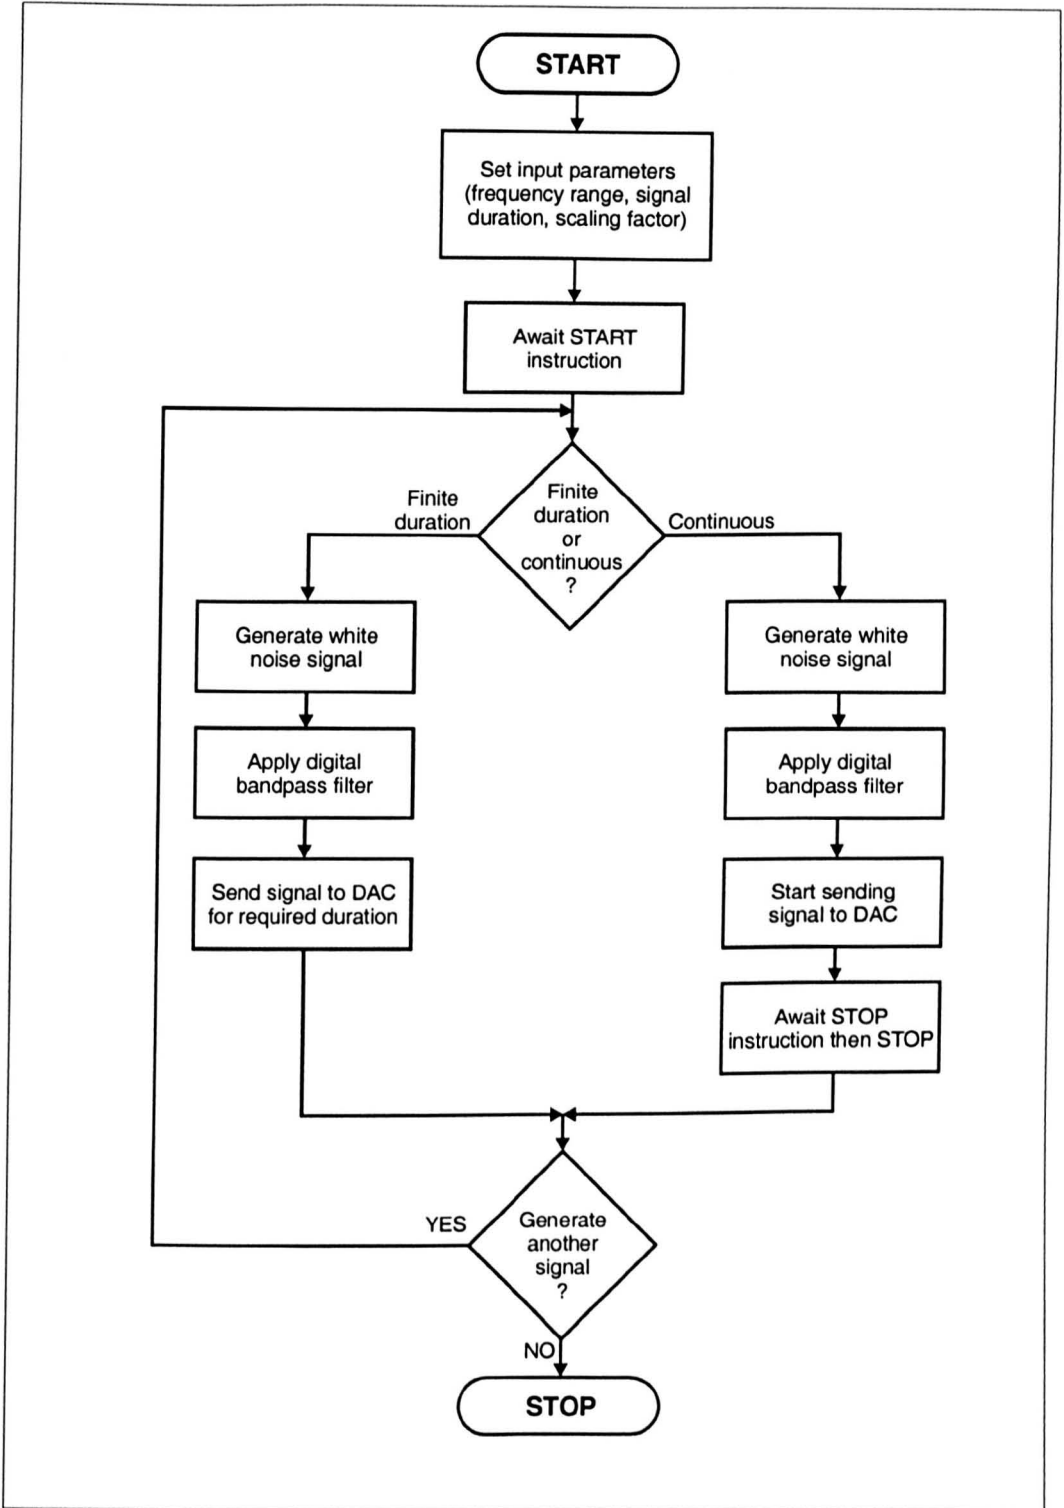 START
Set input parameters
(frequency range, signal
duration, scaling factor)
Await START
instruction
Finite
duration
or
continuous
?
Finite
duration
Continuous
Generate white
noise signal
Apply digital
bandpass filter
Send signal to DAC
for required duration
Generate white
noise signal
Apply digital
bandpass filter
Start sending
signal to DAC
Await STOP
instruction then STOP
Generate
another
signal
?
YES
NO
STOP